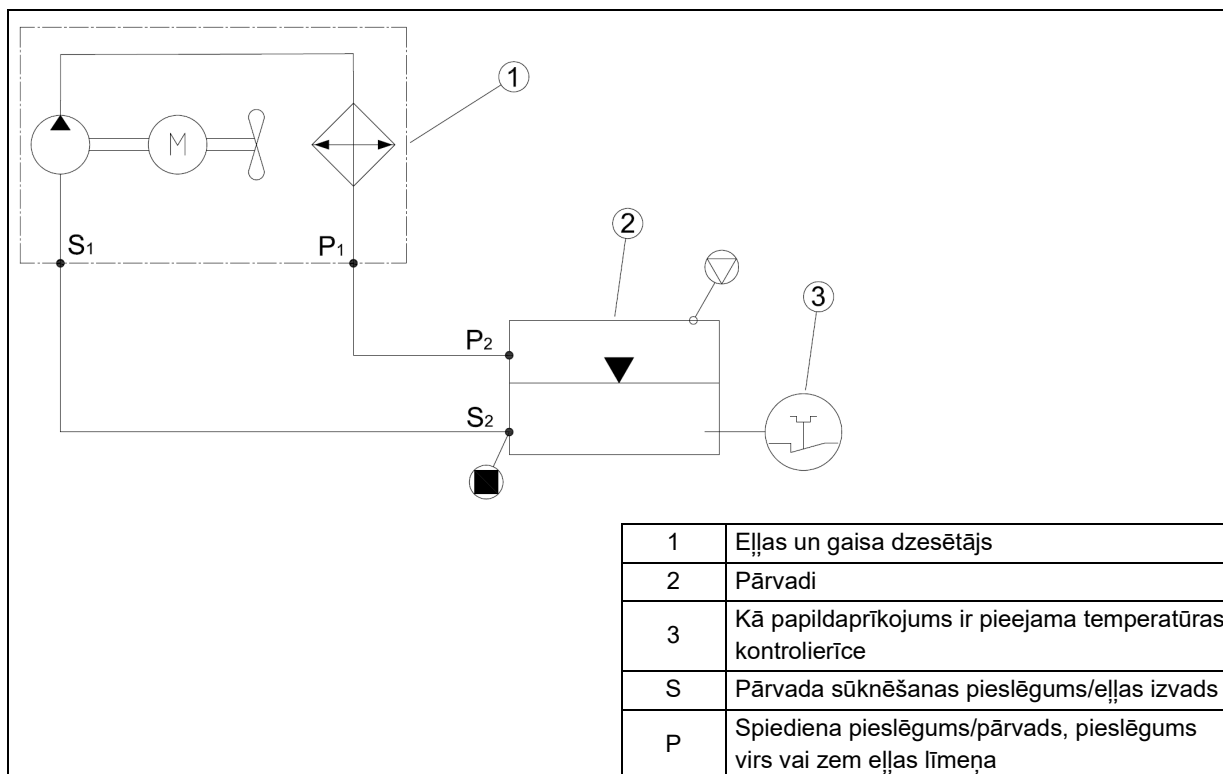 1
M
S1
P1
2
3
P2
S2
1 Eļļas un gaisa dzesētājs
2 Pārvadi
3 Kā papildaprīkojums ir pieejama temperatūras
kontrolierīce
S Pārvada sūknēšanas pieslēgums/eļļas izvads
P Spiediena pieslēgums/pārvads, pieslēgums
virs vai zem eļļas līmeņa